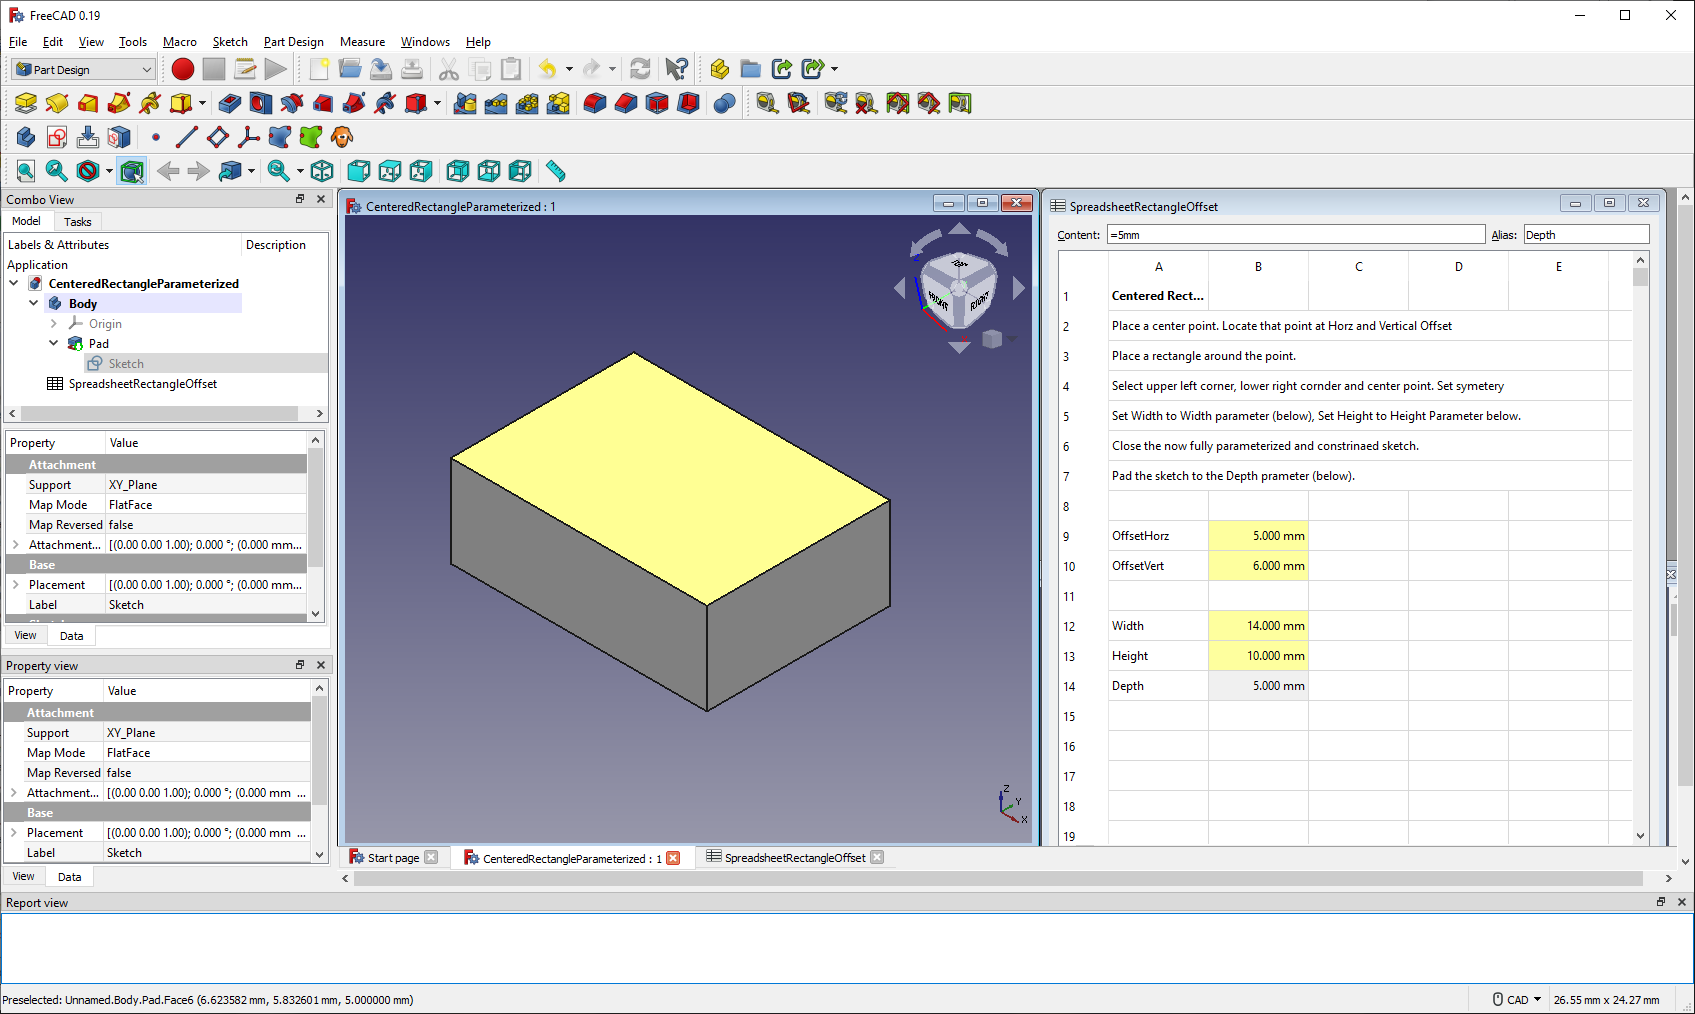 FreeCAD 0.19
File Edit View Tools Macro Sketch Part Design Measure Windows Help
Part Design
Combo View
Model Tasks
Labels & Attributes Description
Application
CenteredRectangleParameterized
Body
Origin
Pad
Sketch
SpreadsheetRectangleOffset
Property Value
Attachment
Support XY_Plane
Map Mode FlatFace
Map Reversed false
Attachment... [(0.00 0.00 1.00); 0.000 °; (0.000 mm...
Base
Placement [(0.00 0.00 1.00); 0.000 °; (0.000 mm...
Label Sketch
View Data
Property view
Property Value
Attachment
Support XY_Plane
Map Mode FlatFace
Map Reversed false
Attachment... [(0.00 0.00 1.00); 0.000 °; (0.000 mm ...
Base
Placement [(0.00 0.00 1.00); 0.000 °; (0.000 mm ...
Label Sketch
View Data
CenteredRectangleParameterized : 1
TOP
FRONT
RIGHT
Z
Z
Y
X
SpreadsheetRectangleOffset
Content: =5mm Alias: Depth
A B C D E
1 Centered Rect...
2 Place a center point. Locate that point at Horz and Vertical Offset
3 Place a rectangle around the point.
4 Select upper left corner, lower right cornder and center point. Set symetery
5 Set Width to Width parameter (below), Set Height to Height Parameter below.
6 Close the now fully parameterized and constrinaed sketch.
7 Pad the sketch to the Depth prameter (below).
8
9 OffsetHorz 5.000 mm
10 OffsetVert 6.000 mm
11
12 Width 14.000 mm
13 Height 10.000 mm
14 Depth 5.000 mm
15
16
17
18
19
Start page CenteredRectangleParameterized : 1 SpreadsheetRectangleOffset
Report view
Preselected: Unnamed.Body.Pad.Face6 (6.623582 mm, 5.832601 mm, 5.000000 mm)
CAD 26.55 mm x 24.27 mm